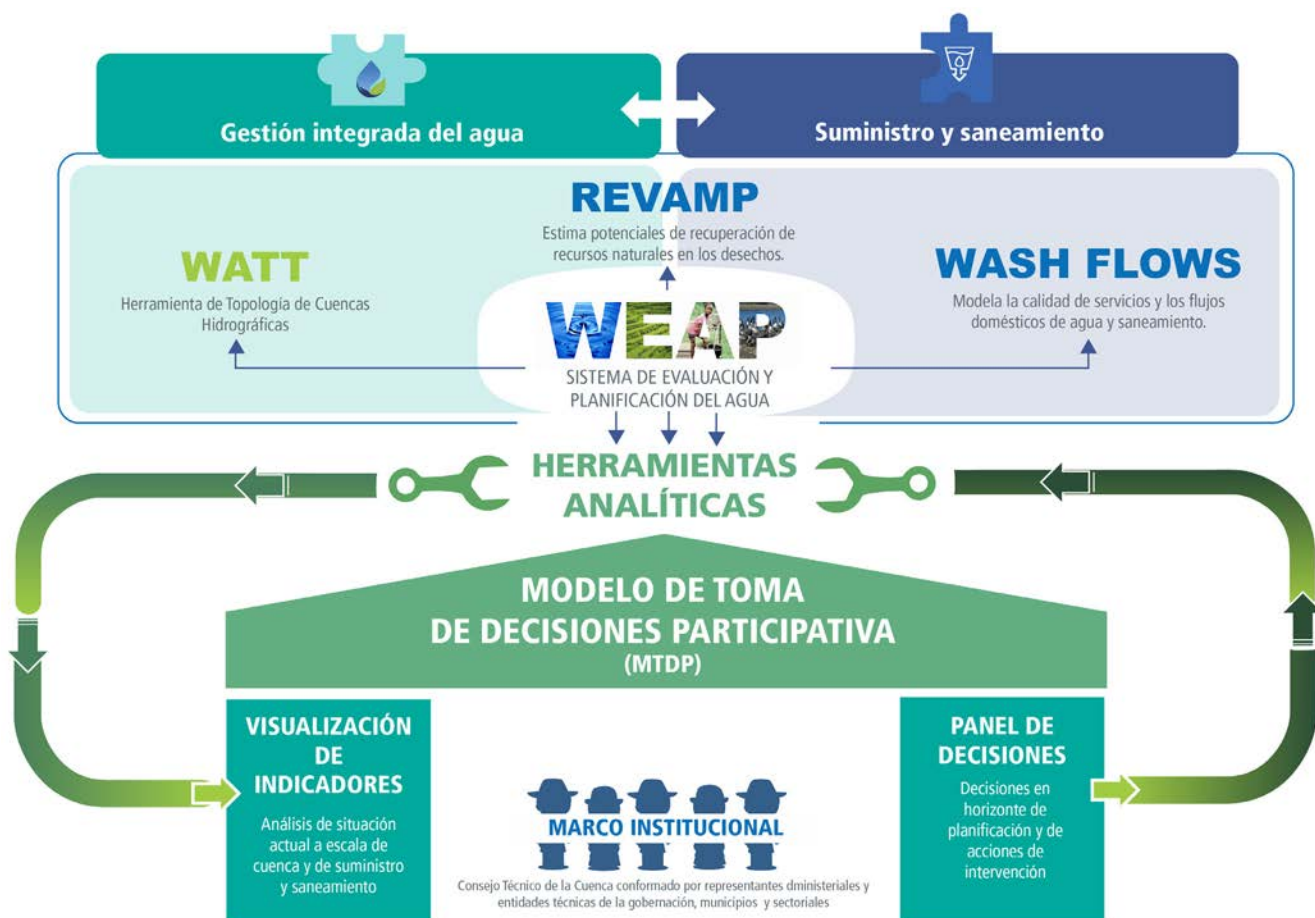 Gestión integrada del agua
Suministro y saneamiento
REVAMP
Estima potenciales de recuperación de
recursos naturales en los desechos.
WATT
Herramienta de Topología de Cuencas
Hidrográficas
WASH FLOWS
Modela la calidad de servicios y los flujos
domésticos de agua y saneamiento.
WEAP
SISTEMA DE EVALUACIÓN Y
PLANIFICACIÓN DEL AGUA
HERRAMIENTAS
ANALÍTICAS
MODELO DE TOMA
DE DECISIONES PARTICIPATIVA
(MTDP)
VISUALIZACIÓN
DE
INDICADORES
Análisis de situación
actual a escala de
cuenca y de suministro
y saneamiento
MARCO INSTITUCIONAL
Consejo Técnico de la Cuenca conformado por representantes dministeriales y
entidades técnicas de la gobernación, municipios y sectoriales
PANEL DE
DECISIONES
Decisiones en
horizonte de
planificación y de
acciones de
intervención